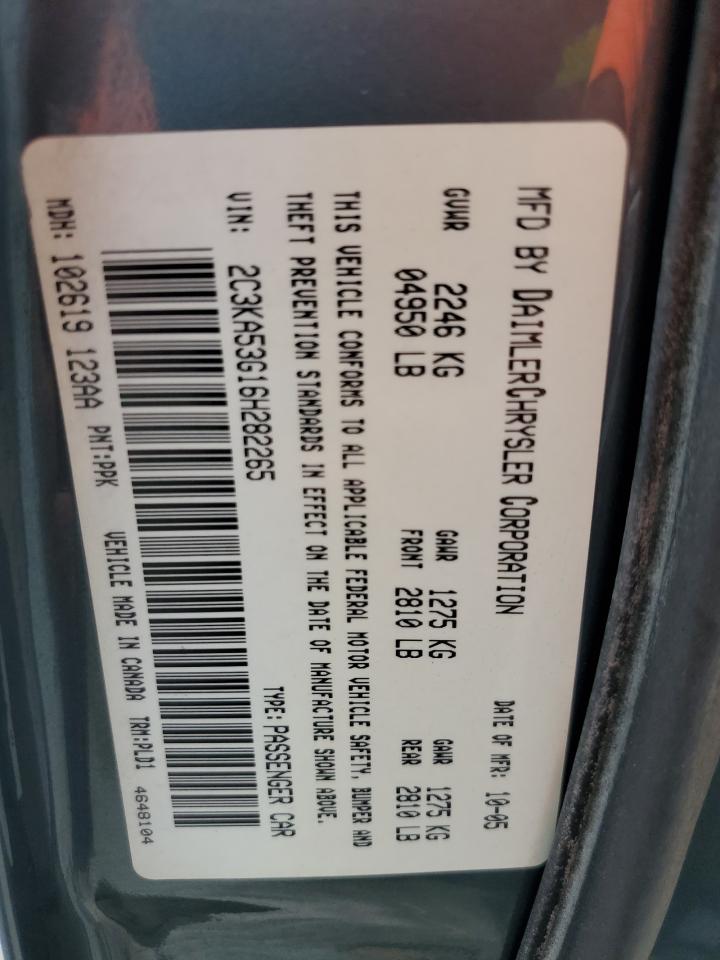 MFD BY DAIMLERCHRYSLER CORPORATION DATE OF MFR: 10-05
GVWR 2246 KG GAWR 1275 KG GAWR 1275 KG
04950 LB FRONT 2810 LB REAR 2810 LB
THIS VEHICLE CONFORMS TO ALL APPLICABLE FEDERAL MOTOR VEHICLE SAFETY, BUMPER AND
THEFT PREVENTION STANDARDS IN EFFECT ON THE DATE OF MANUFACTURE SHOWN ABOVE.
VIN: 2C3KA53G16H282265 TYPE: PASSENGER CAR
MDH: 102619 123AA PNT:PPK VEHICLE MADE IN CANADA TRM:PLD1 4648104